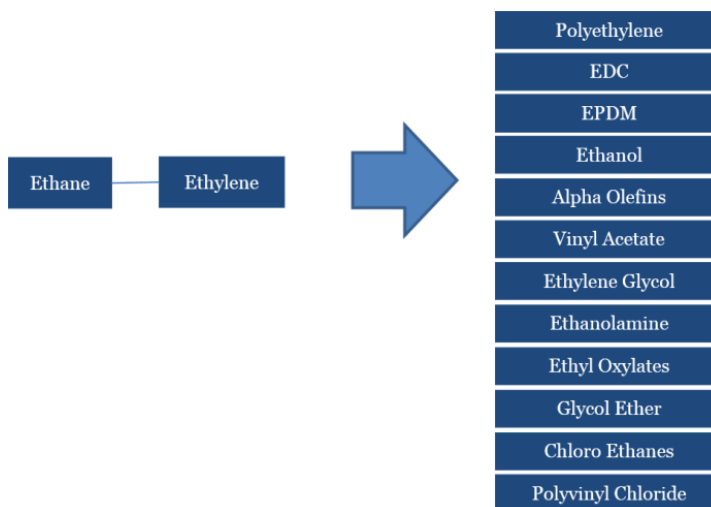 Ethane
Ethylene
Polyethylene
EDC
EPDM
Ethanol
Alpha Olefins
Vinyl Acetate
Ethylene Glycol
Ethanolamine
Ethyl Oxylates
Glycol Ether
Chloro Ethanes
Polyvinyl Chloride